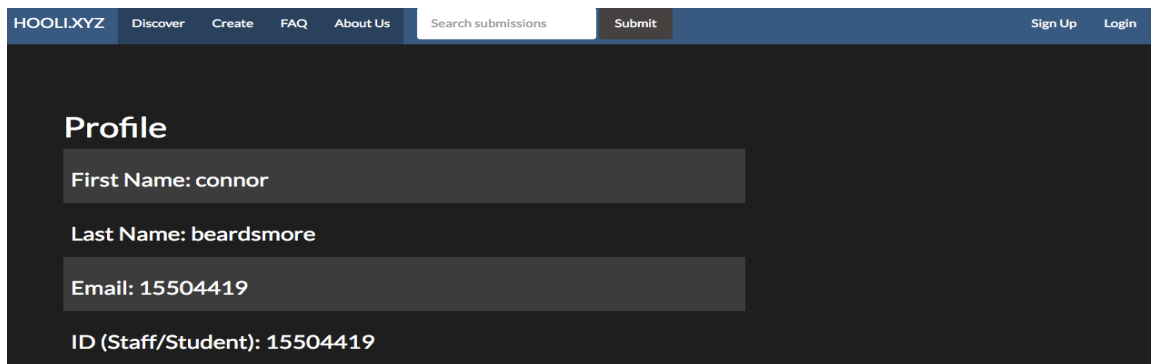 HOOLI.XYZ Discover Create FAQ About Us Search submissions Submit Sign Up Login
Profile
First Name: connor
Last Name: beardsmore
Email: 15504419
ID (Staff/Student): 15504419